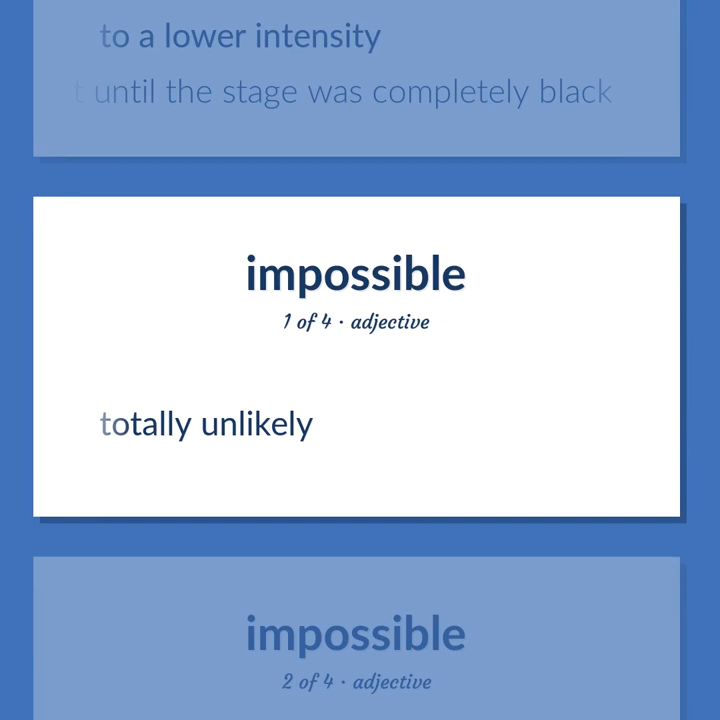 to a lower intensity
t until the stage was completely black
impossible
1 of 4 · adjective
totally unlikely
impossible
2 of 4 · adjective